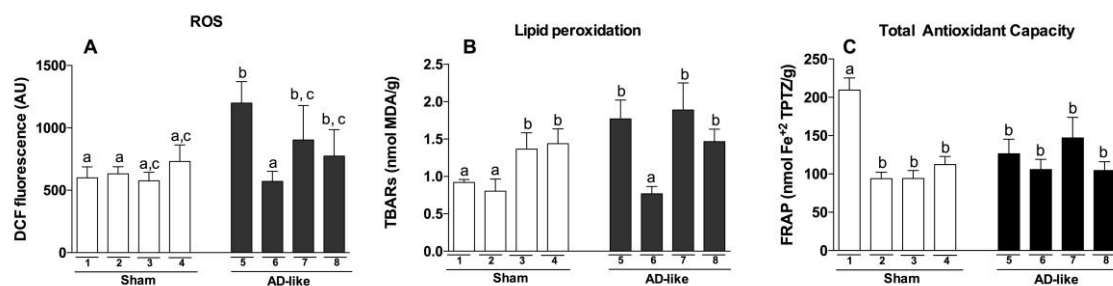 ROS
A
DCF fluorescence (AU)
1500
1000
500
0
a
a
a,c
a,c
b
a
b, c
b, c
1 2 3 4 5 6 7 8
Sham AD-like
Lipid peroxidation
B
TBARs (nmol MDA/g)
2.5
2.0
1.5
1.0
0.5
0.0
a
a
b
b
b
a
b
b
1 2 3 4 5 6 7 8
Sham AD-like
Total Antioxidant Capacity
C
FRAP (nmol Fe⁺² TPTZ/g)
250
200
150
100
50
0
a
b
b
b
b
b
b
b
1 2 3 4 5 6 7 8
Sham AD-like